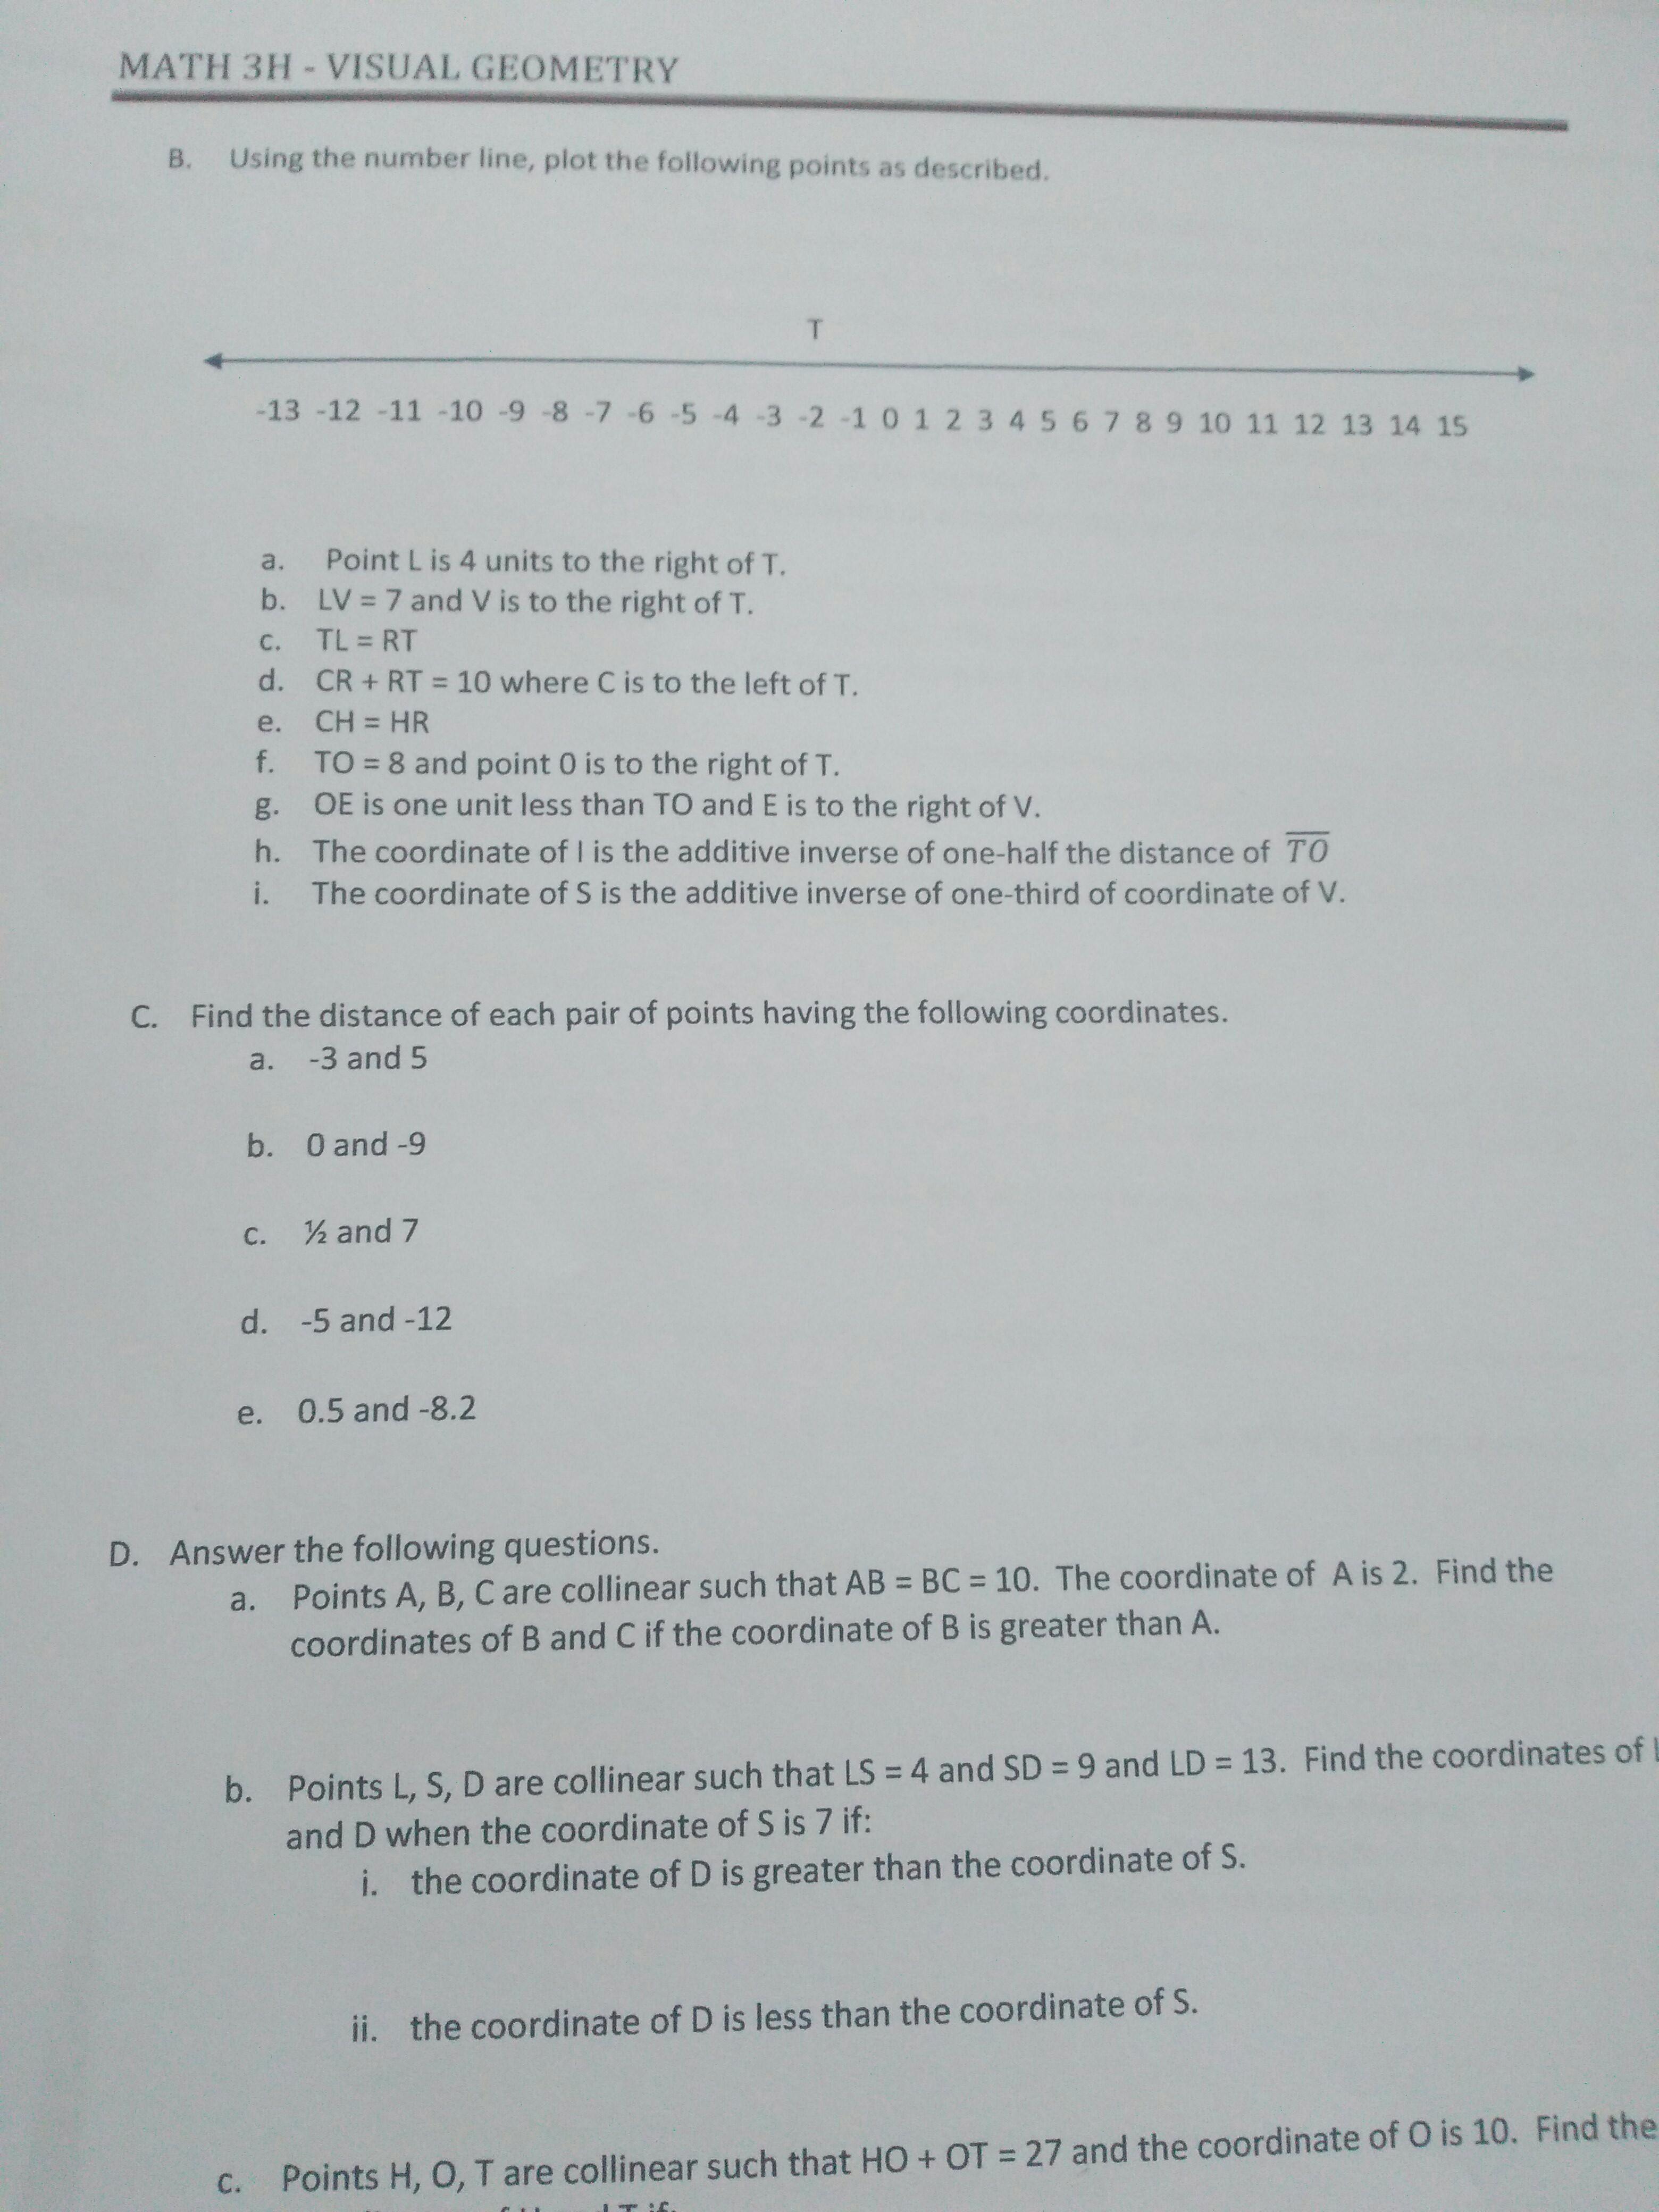 MATH 3H - VISUAL GEOMETRY
B. Using the number line, plot the following points as described.
T
-13 -12 -11 -10 -9 -8 -7 -6 -5 -4 -3 -2 -1 0 1 2 3 4 5 6 7 8 9 10 11 12 13 14 15
a. Point L is 4 units to the right of T.
b. LV = 7 and V is to the right of T.
c. TL = RT
d. CR + RT = 10 where C is to the left of T.
e. CH = HR
f. TO = 8 and point 0 is to the right of T.
g. OE is one unit less than TO and E is to the right of V.
h. The coordinate of I is the additive inverse of one-half the distance of T̅O̅
i. The coordinate of S is the additive inverse of one-third of coordinate of V.
C. Find the distance of each pair of points having the following coordinates.
a. -3 and 5
b. 0 and -9
c. ½ and 7
d. -5 and -12
e. 0.5 and -8.2
D. Answer the following questions.
a. Points A, B, C are collinear such that AB = BC = 10. The coordinate of A is 2. Find the
coordinates of B and C if the coordinate of B is greater than A.
b. Points L, S, D are collinear such that LS = 4 and SD = 9 and LD = 13. Find the coordinates of
and D when the coordinate of S is 7 if:
i. the coordinate of D is greater than the coordinate of S.
ii. the coordinate of D is less than the coordinate of S.
c. Points H, O, T are collinear such that HO + OT = 27 and the coordinate of O is 10. Find the